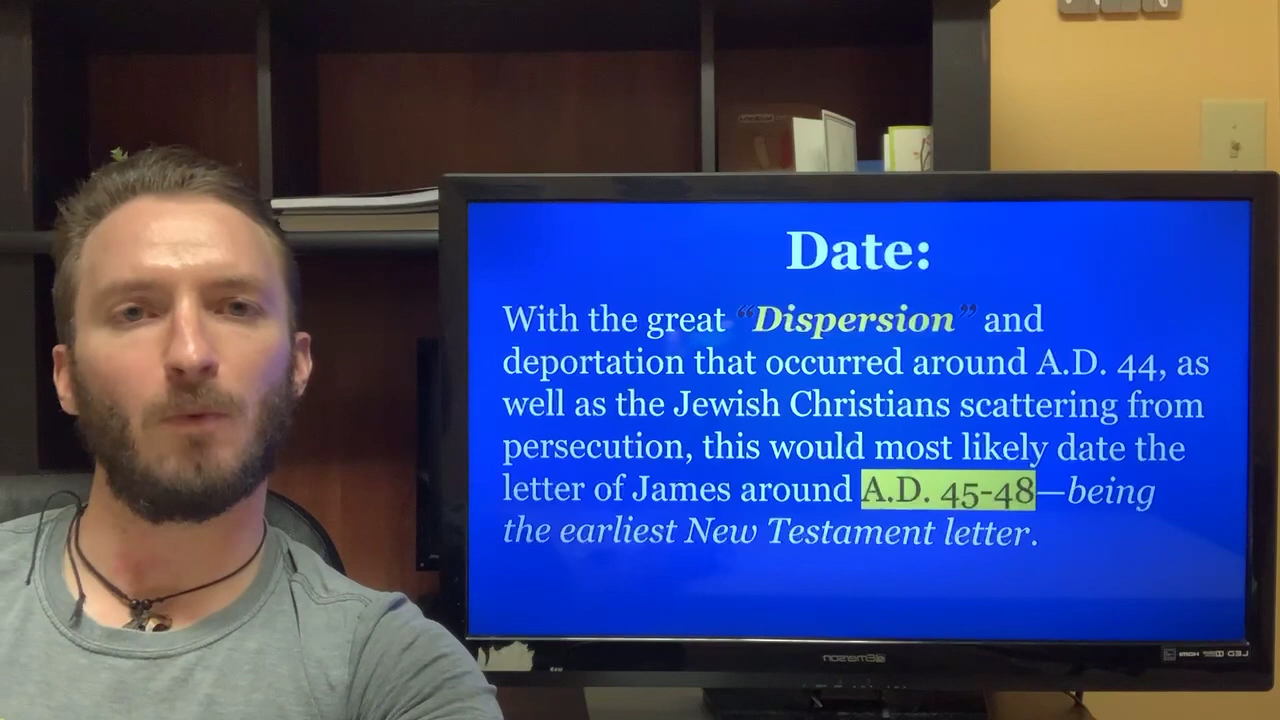 Date:
With the great “Dispersion” and
deportation that occurred around A.D. 44, as
well as the Jewish Christians scattering from
persecution, this would most likely date the
letter of James around A.D. 45-48—being
the earliest New Testament letter.